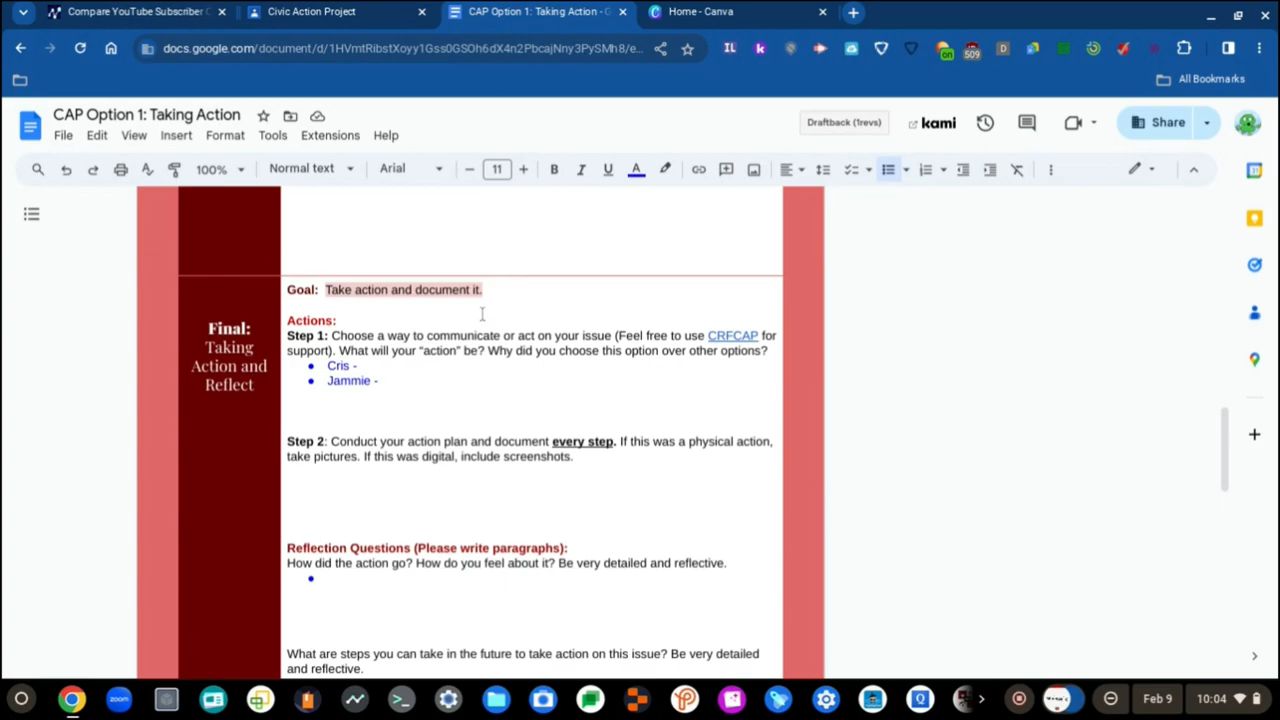 Compare YouTube Subscriber C
Civic Action Project
CAP Option 1: Taking Action - G
Home - Canva
docs.google.com/document/d/1HVmtRibstXoyy1Gss0GSOh6dX4n2PbcajNny3PySMh8/e...
on
509
All Bookmarks
CAP Option 1: Taking Action
Draftback (1revs)
kami
Share
File Edit View Insert Format Tools Extensions Help
100% Normal text Arial 11 B I U A
Goal: Take action and document it.
Final:
Taking
Action and
Reflect
Actions:
Step 1: Choose a way to communicate or act on your issue (Feel free to use CRFCAP for
support). What will your “action” be? Why did you choose this option over other options?
● Cris -
● Jammie -
Step 2: Conduct your action plan and document every step. If this was a physical action,
take pictures. If this was digital, include screenshots.
Reflection Questions (Please write paragraphs):
How did the action go? How do you feel about it? Be very detailed and reflective.
What are steps you can take in the future to take action on this issue? Be very detailed
and reflective.
zoom
Feb 9
10:04